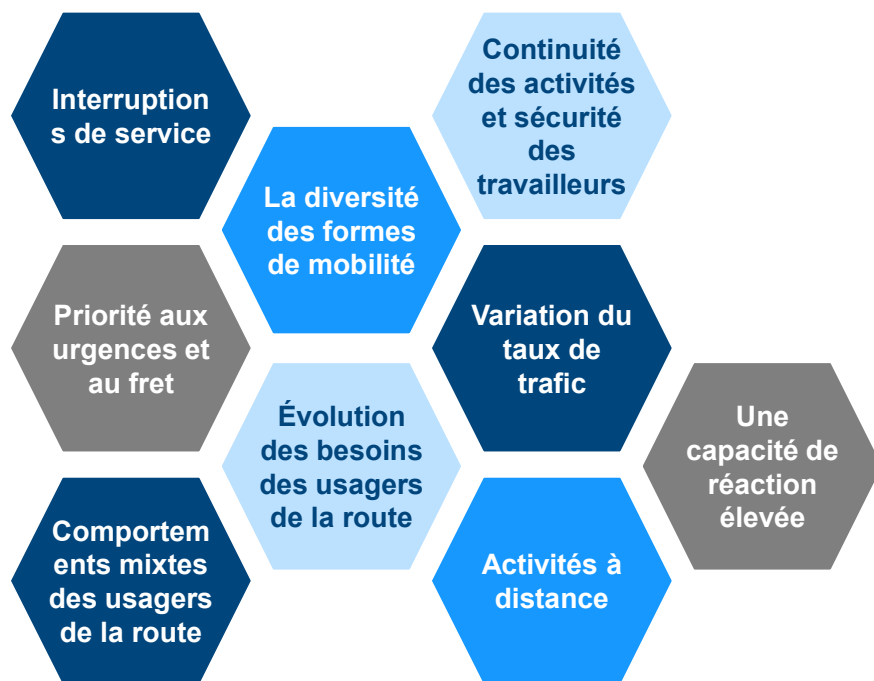 Interruption
s de service
Continuité
des activités
et sécurité
des
travailleurs
La diversité
des formes
de mobilité
Priorité aux
urgences et
au fret
Variation du
taux de
trafic
Évolution
des besoins
des usagers
de la route
Une
capacité de
réaction
élevée
Comportem
ents mixtes
des usagers
de la route
Activités à
distance